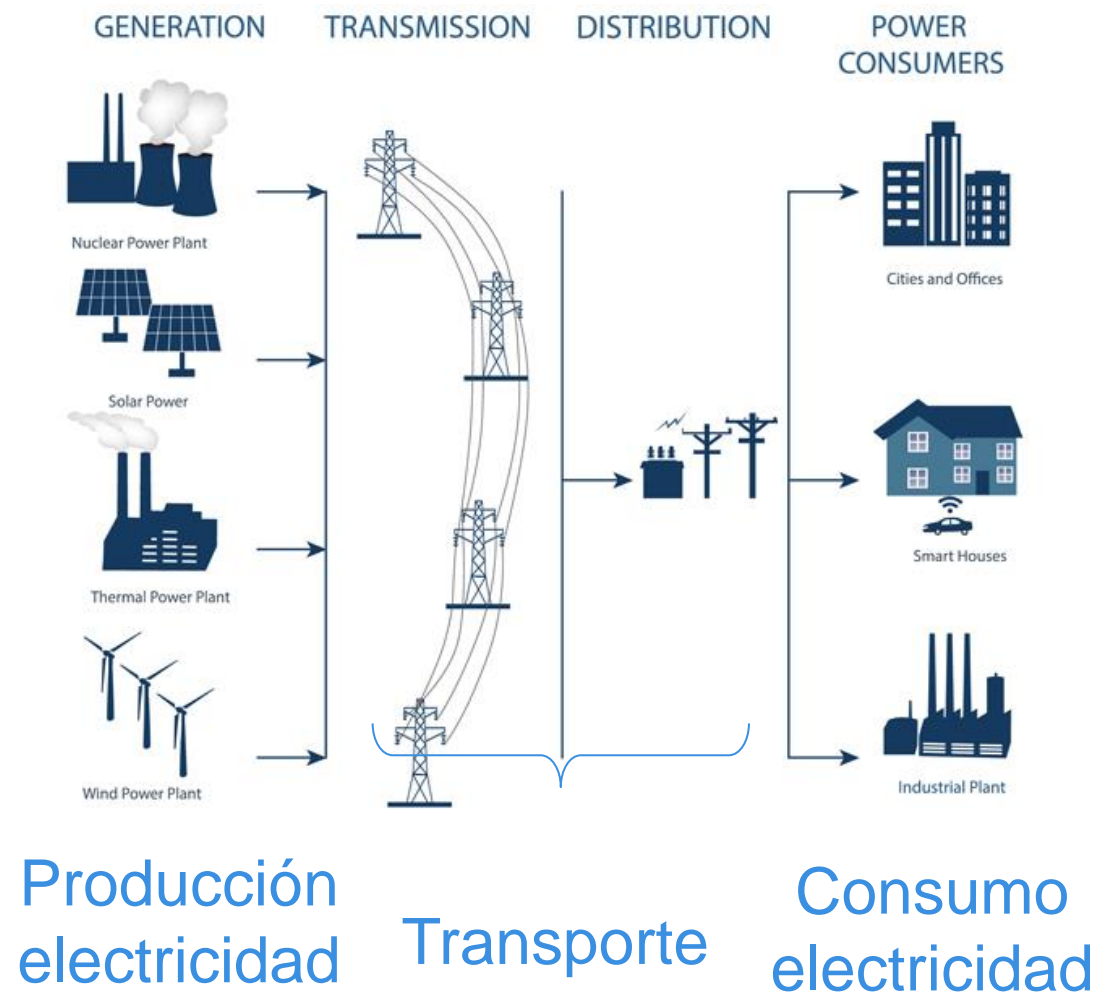 GENERATION
TRANSMISSION
DISTRIBUTION
POWER
CONSUMERS
Nuclear Power Plant
Cities and Offices
Solar Power
Smart Houses
Thermal Power Plant
Wind Power Plant
Industrial Plant
Producción
electricidad
Transporte
Consumo
electricidad